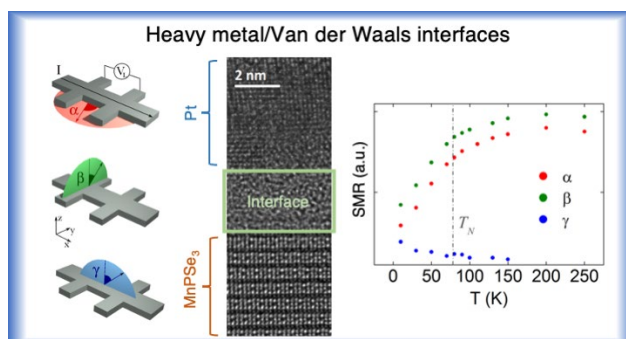 Heavy metal/Van der Waals interfaces
I
Vₗ
α
β
z
y
x
γ
Pt
MnPSe₃
2 nm
Interface
SMR (a.u.)
T_N
α
β
γ
0
50
100
150
200
250
T (K)